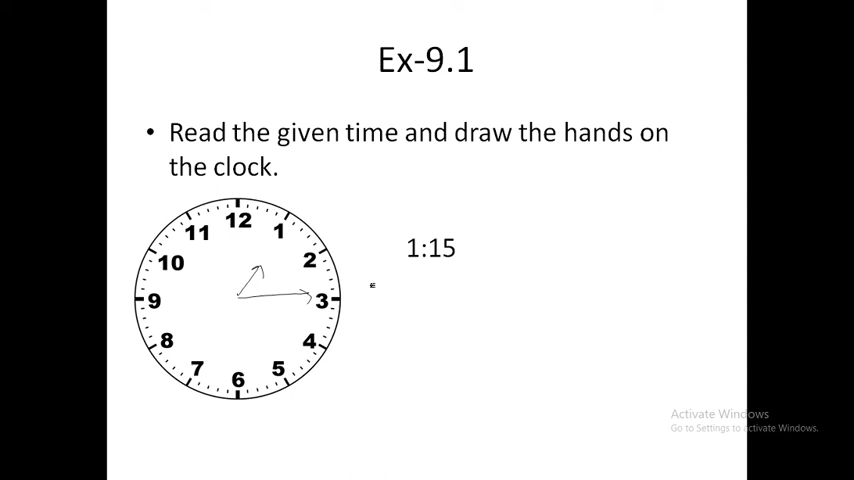 Ex-9.1
• Read the given time and draw the hands on
the clock.
12
11 1
10 2
1:15
9 3
8 4
7 5
6
Activate Windows
Go to Settings to activate Windows.